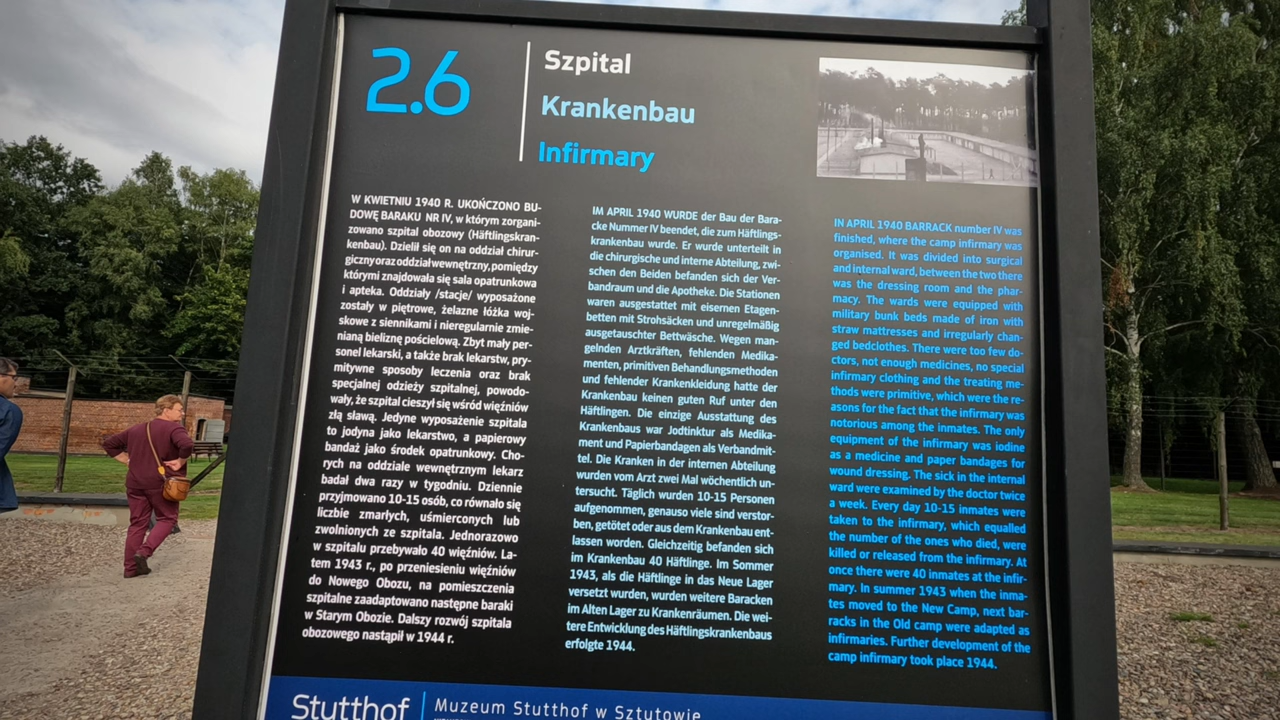 2.6
Szpital
Krankenbau
Infirmary
W KWIETNIU 1940 R. UKOŃCZONO BU-
DOWĘ BARAKU NR IV, w którym zorgani-
zowano szpital obozowy (Häftlingskran-
kenbau). Dzielił się on na oddział chirur-
giczny oraz oddział wewnętrzny, pomiędzy
którymi znajdowała się sala opatrunkowa
i apteka. Oddziały /stacje/ wyposażone
zostały w piętrowe, żelazne łóżka woj-
skowe z siennikami i nieregularnie zmie-
nianą bieliznę pościelową. Zbyt mały per-
sonel lekarski, a także brak lekarstw, pry-
mitywne sposoby leczenia oraz brak
specjalnej odzieży szpitalnej, powodo-
wały, że szpital cieszył się wśród więźniów
złą sławą. Jedyne wyposażenie szpitala
to jodyna jako lekarstwo, a papierowy
bandaż jako środek opatrunkowy. Cho-
rych na oddziale wewnętrznym lekarz
badał dwa razy w tygodniu. Dziennie
przyjmowano 10-15 osób, co równało się
liczbie zmarłych, uśmierconych lub
zwolnionych ze szpitala. Jednorazowo
w szpitalu przebywało 40 więźniów. La-
tem 1943 r., po przeniesieniu więźniów
do Nowego Obozu, na pomieszczenia
szpitalne zaadaptowano następne baraki
w Starym Obozie. Dalszy rozwój szpitala
obozowego nastąpił w 1944 r.
IM APRIL 1940 WURDE der Bau der Bara-
cke Nummer IV beendet, die zum Häftlings-
krankenbau wurde. Er wurde unterteilt in
die chirurgische und interne Abteilung, zwi-
schen den Beiden befanden sich der Ver-
bandraum und die Apotheke. Die Stationen
waren ausgestattet mit eisernen Etagen-
betten mit Strohsäcken und unregelmäßig
ausgetauschter Bettwäsche. Wegen man-
gelnden Arztkräften, fehlenden Medika-
menten, primitiven Behandlungsmethoden
und fehlender Krankenkleidung hatte der
Krankenbau keinen guten Ruf unter den
Häftlingen. Die einzige Ausstattung des
Krankenbaus war Jodtinktur als Medika-
ment und Papierbandagen als Verbandmit-
tel. Die Kranken in der internen Abteilung
wurden vom Arzt zwei Mal wöchentlich un-
tersucht. Täglich wurden 10-15 Personen
aufgenommen, genauso viele sind verstor-
ben, getötet oder aus dem Krankenbau ent-
lassen worden. Gleichzeitig befanden sich
im Krankenbau 40 Häftlinge. Im Sommer
1943, als die Häftlinge in das Neue Lager
versetzt wurden, wurden weitere Baracken
im Alten Lager zu Krankenräumen. Die wei-
tere Entwicklung des Häftlingskrankenbaus
erfolgte 1944.
IN APRIL 1940 BARRACK number IV was
finished, where the camp infirmary was
organised. It was divided into surgical
and internal ward, between the two there
was the dressing room and the phar-
macy. The wards were equipped with
military bunk beds made of iron with
straw mattresses and irregularly chan-
ged bedclothes. There were too few do-
ctors, not enough medicines, no special
infirmary clothing and the treating me-
thods were primitive, which were the re-
asons for the fact that the infirmary was
notorious among the inmates. The only
equipment of the infirmary was iodine
as a medicine and paper bandages for
wound dressing. The sick in the internal
ward were examined by the doctor twice
a week. Every day 10-15 inmates were
taken to the infirmary, which equalled
the number of the ones who died, were
killed or released from the infirmary. At
once there were 40 inmates at the infir-
mary. In summer 1943 when the inma-
tes moved to the New Camp, next bar-
racks in the Old camp were adapted as
infirmaries. Further development of the
camp infirmary took place 1944.
Stutthof
Muzeum Stutthof w Sztutowie